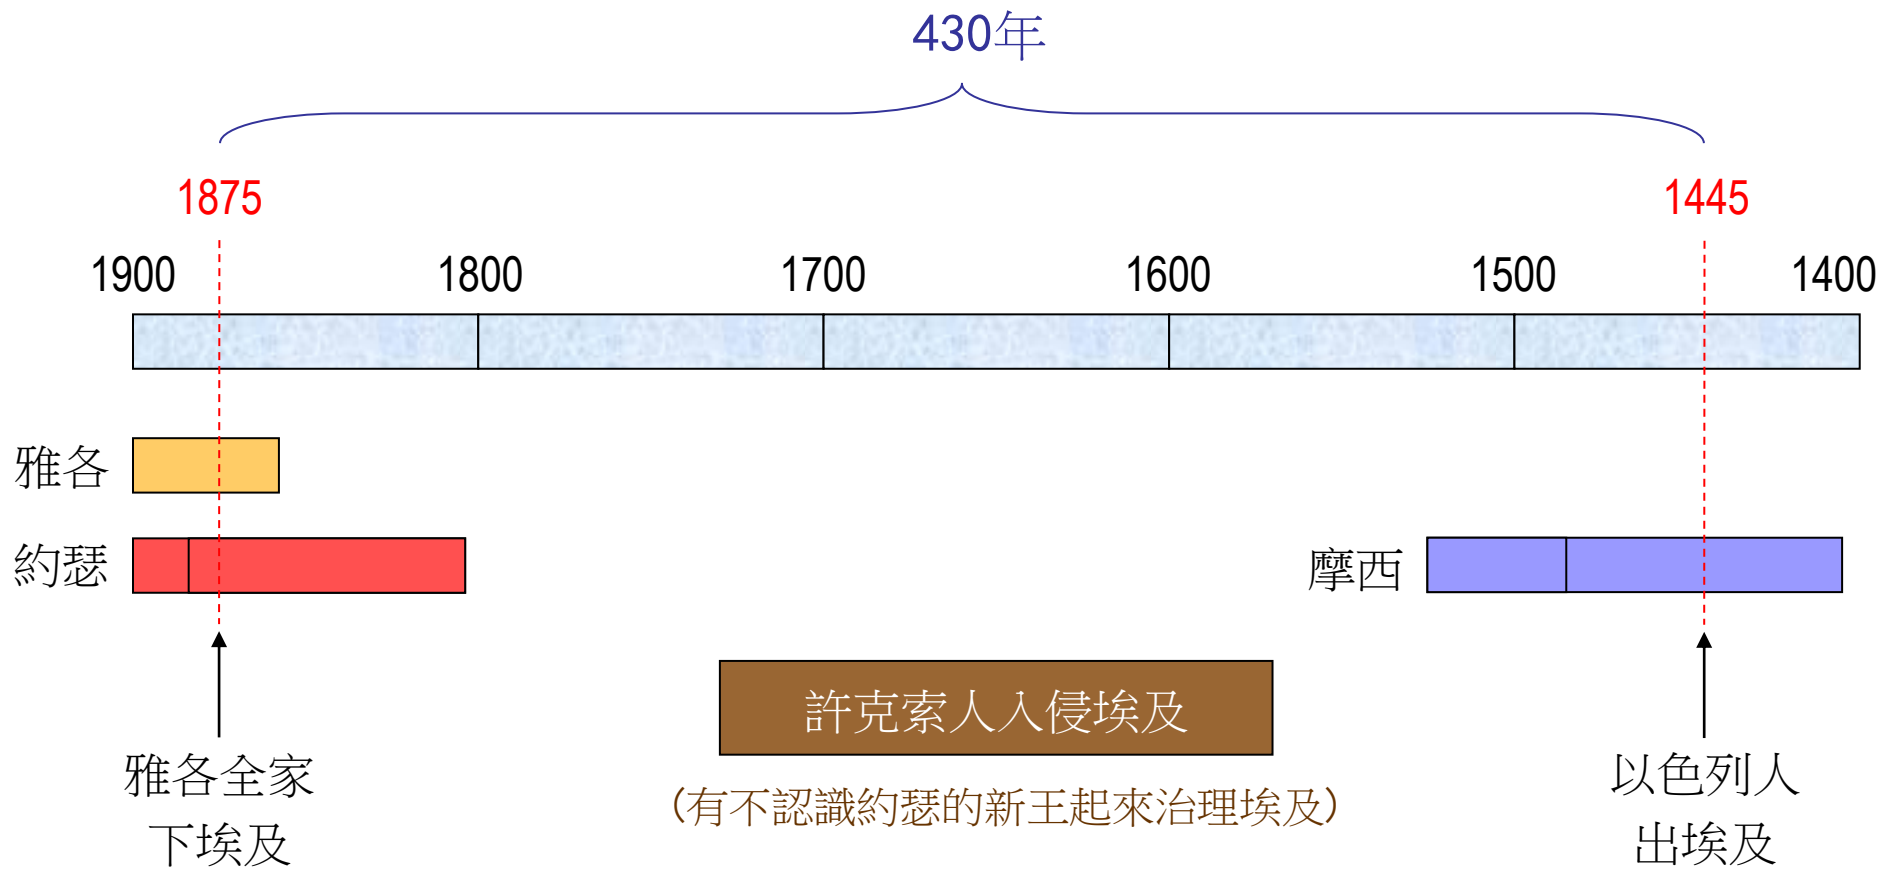 430年
1875
1445
1900
1800
1700
1600
1500
1400
雅各
約瑟
摩西
許克索人入侵埃及
(有不認識約瑟的新王起來治理埃及)
雅各全家
下埃及
以色列人
出埃及